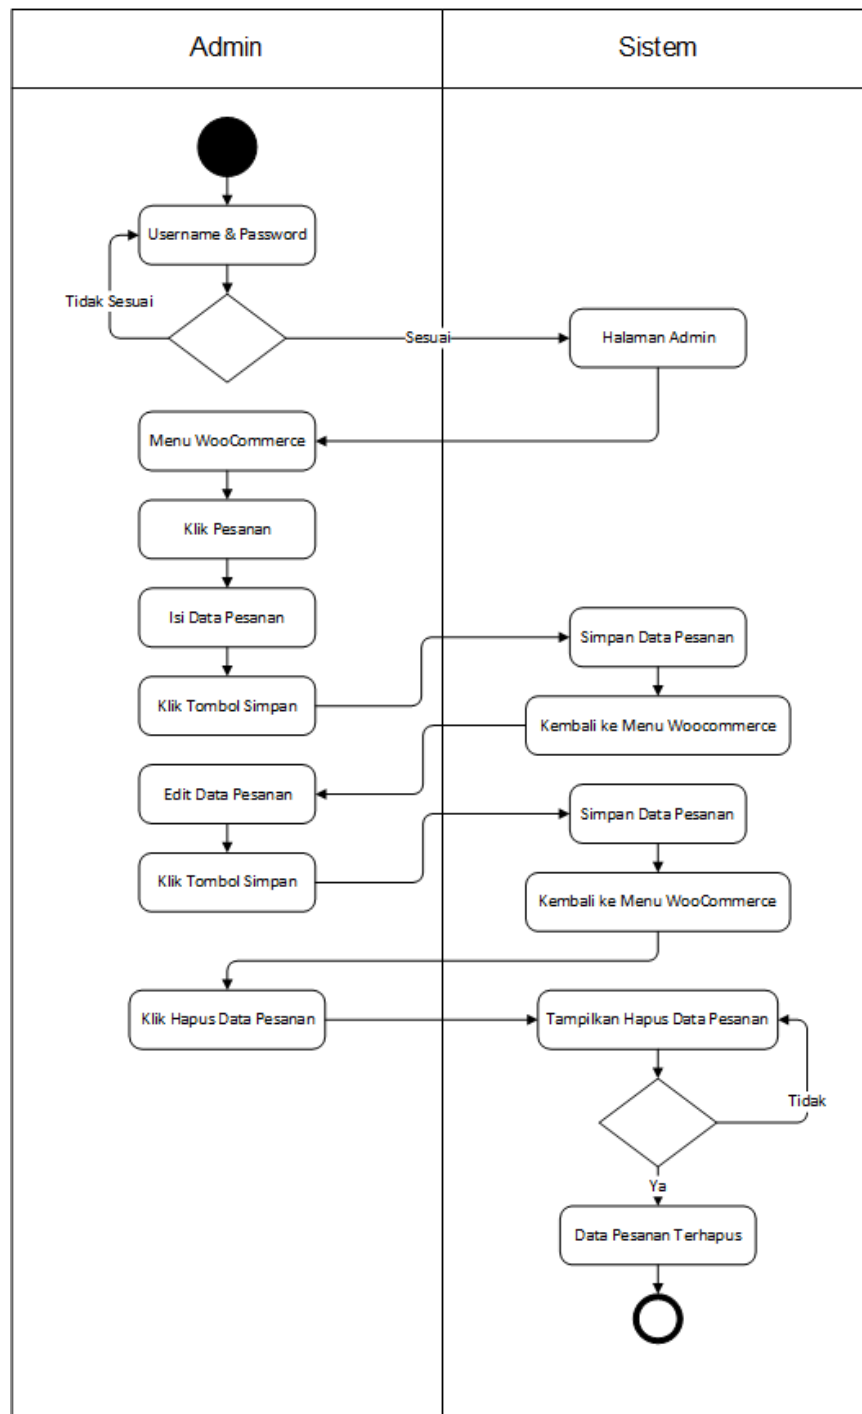 Admin
Sistem
Username & Password
Tidak Sesuai
Sesuai
Halaman Admin
Menu WooCommerce
Klik Pesanan
Isi Data Pesanan
Simpan Data Pesanan
Klik Tombol Simpan
Kembali ke Menu Woocommerce
Edit Data Pesanan
Simpan Data Pesanan
Klik Tombol Simpan
Kembali ke Menu WooCommerce
Klik Hapus Data Pesanan
Tampilkan Hapus Data Pesanan
Tidak
Ya
Data Pesanan Terhapus